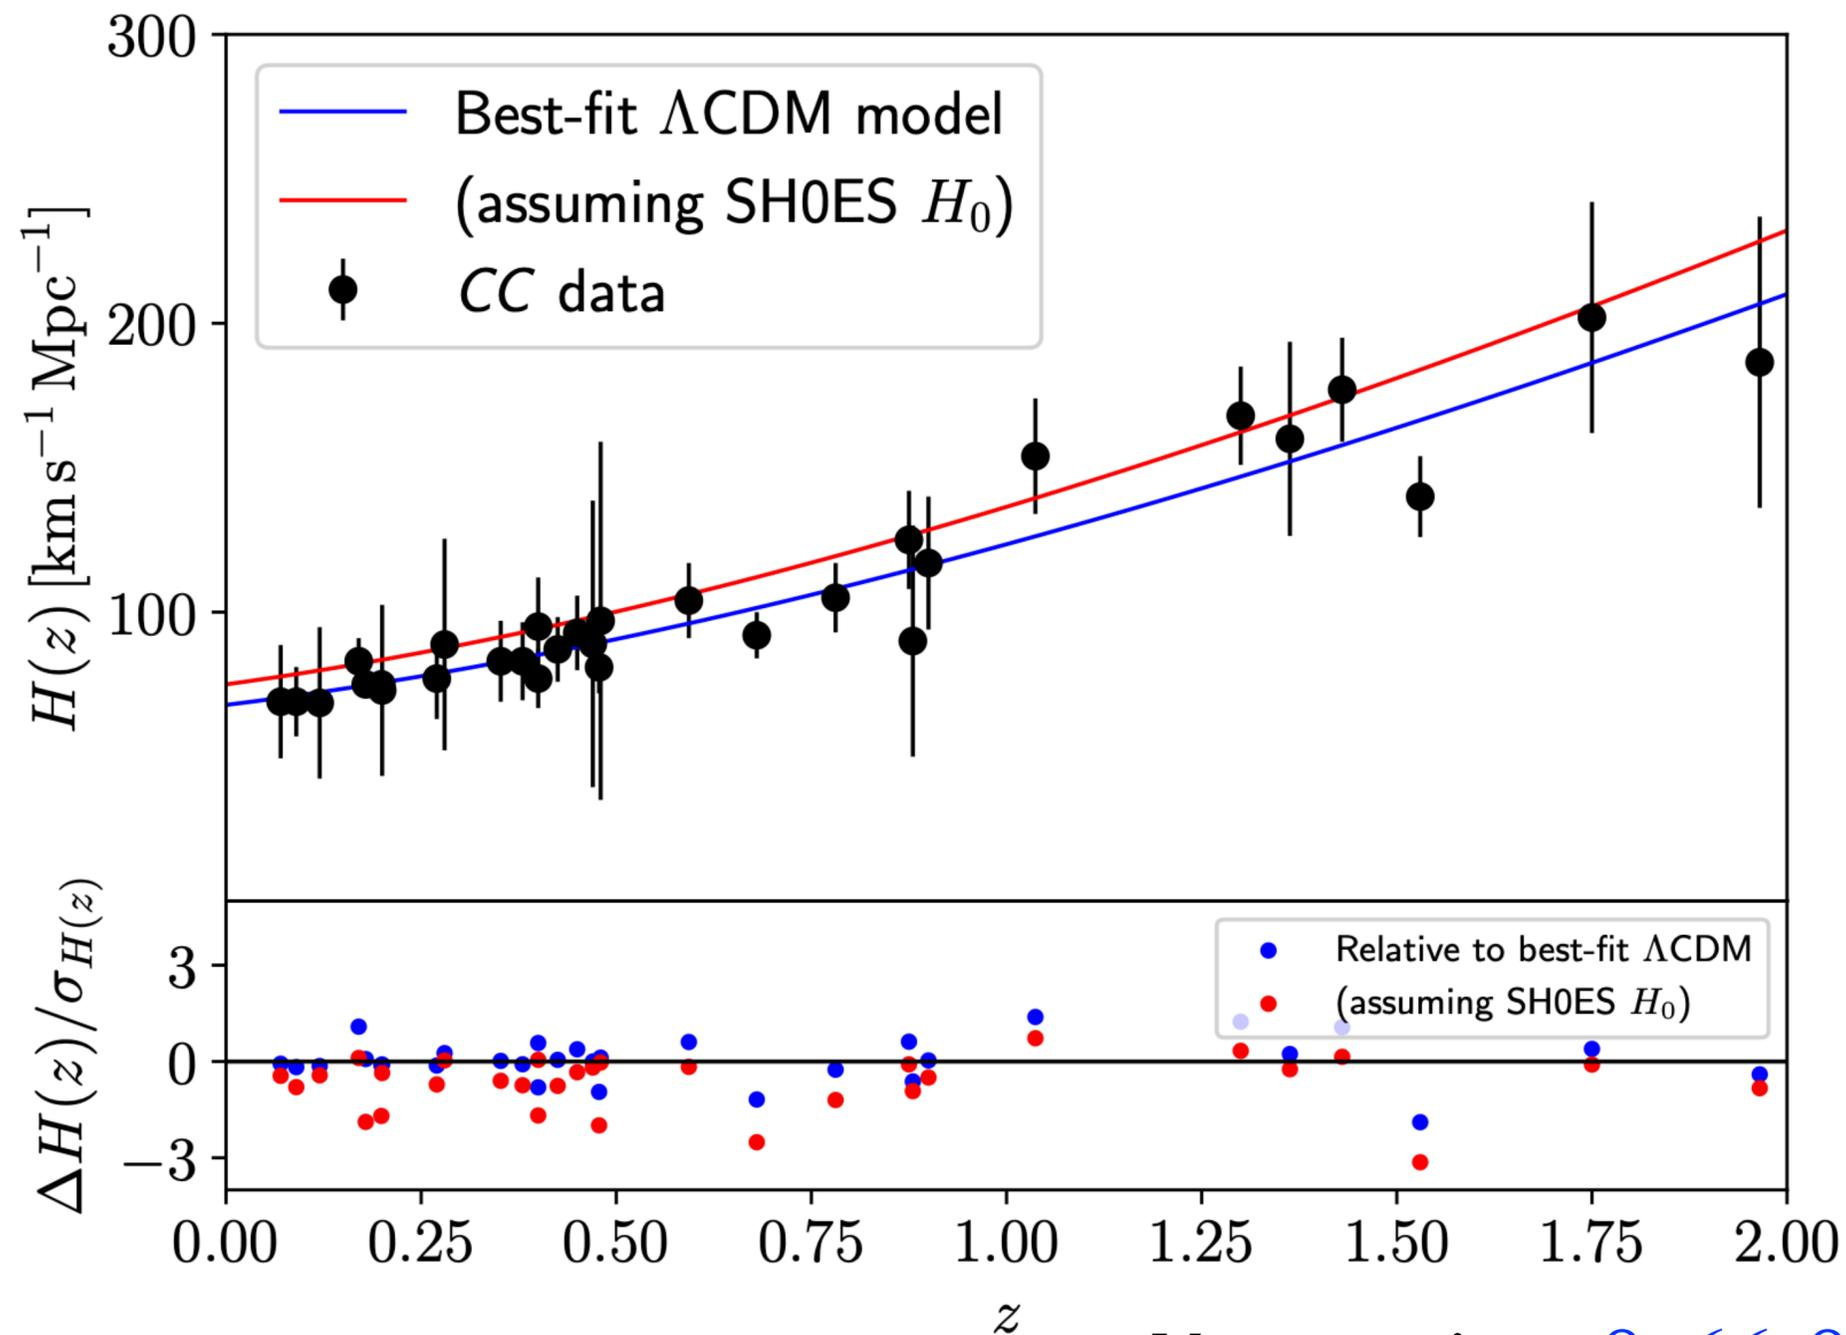 300
200
100
H(z) [km s⁻¹ Mpc⁻¹]
Best-fit ΛCDM model
(assuming SH0ES H₀)
CC data
3
0
−3
ΔH(z)/σ_{H(z)}
Relative to best-fit ΛCDM
(assuming SH0ES H₀)
0.00 0.25 0.50 0.75 1.00 1.25 1.50 1.75 2.00
z